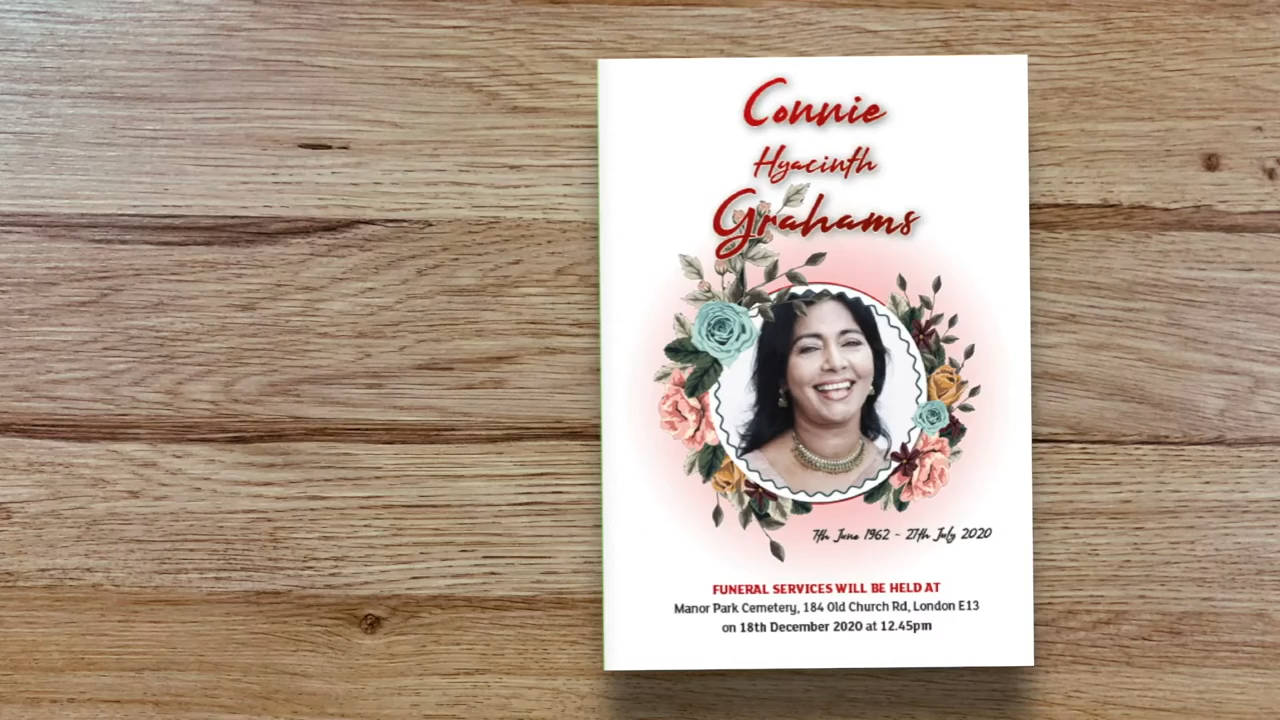 Connie
Hyacinth
Grahams
7th June 1962 - 27th July 2020
FUNERAL SERVICES WILL BE HELD AT
Manor Park Cemetery, 184 Old Church Rd, London E13
on 18th December 2020 at 12.45pm